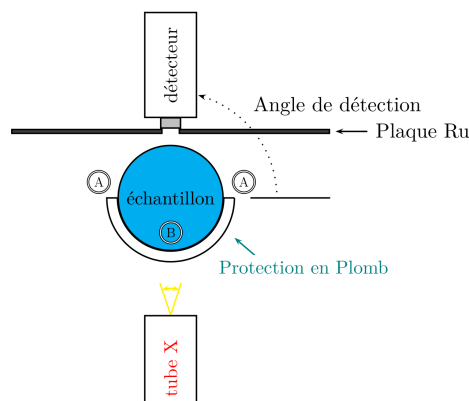 détecteur
Angle de détection
Plaque Ru
A
A
échantillon
B
Protection en Plomb
tube X